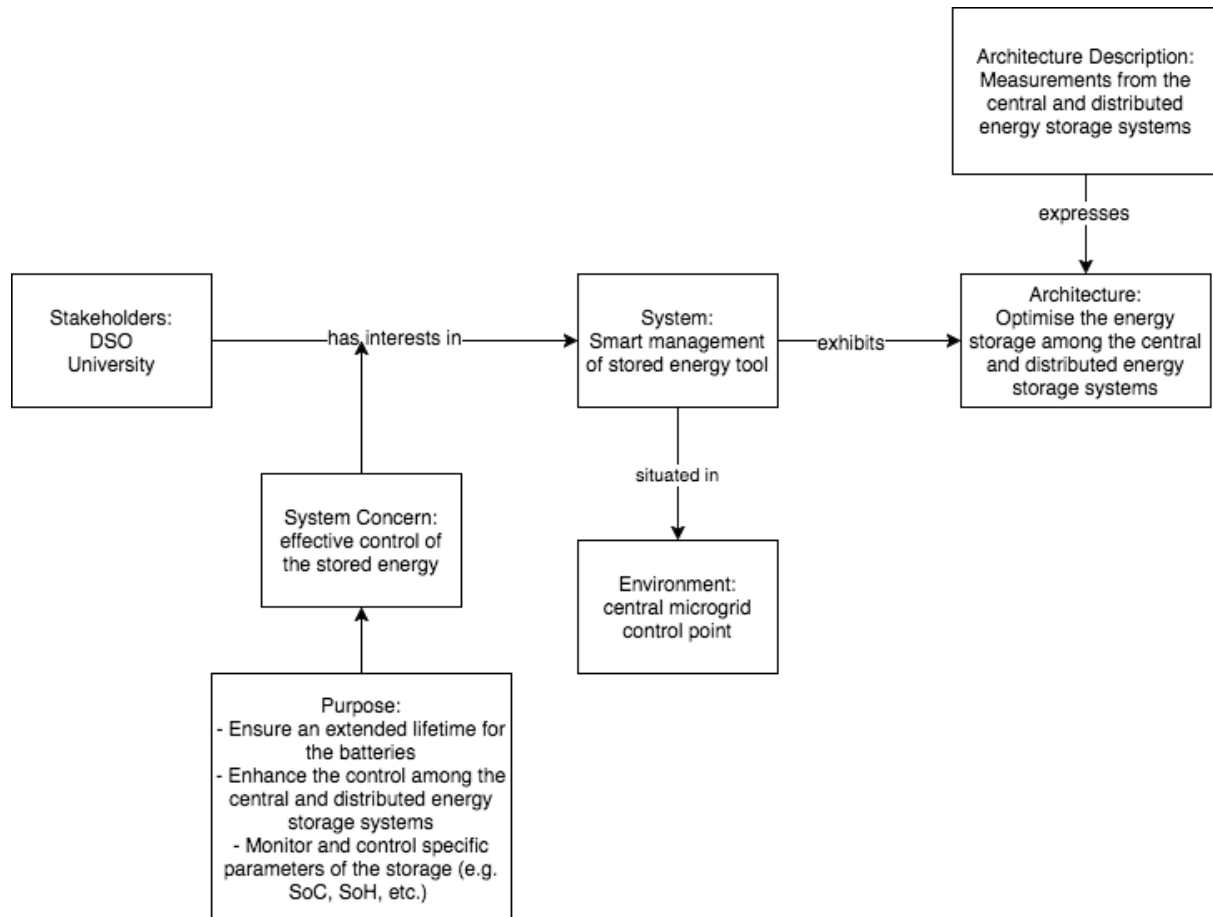 Architecture Description:
Measurements from the
central and distributed
energy storage systems
expresses
Stakeholders:
DSO
University
has interests in
System:
Smart management
of stored energy tool
exhibits
Architecture:
Optimise the energy
storage among the central
and distributed energy
storage systems
situated in
System Concern:
effective control of
the stored energy
Environment:
central microgrid
control point
Purpose:
- Ensure an extended lifetime for
the batteries
- Enhance the control among the
central and distributed energy
storage systems
- Monitor and control specific
parameters of the storage (e.g.
SoC, SoH, etc.)